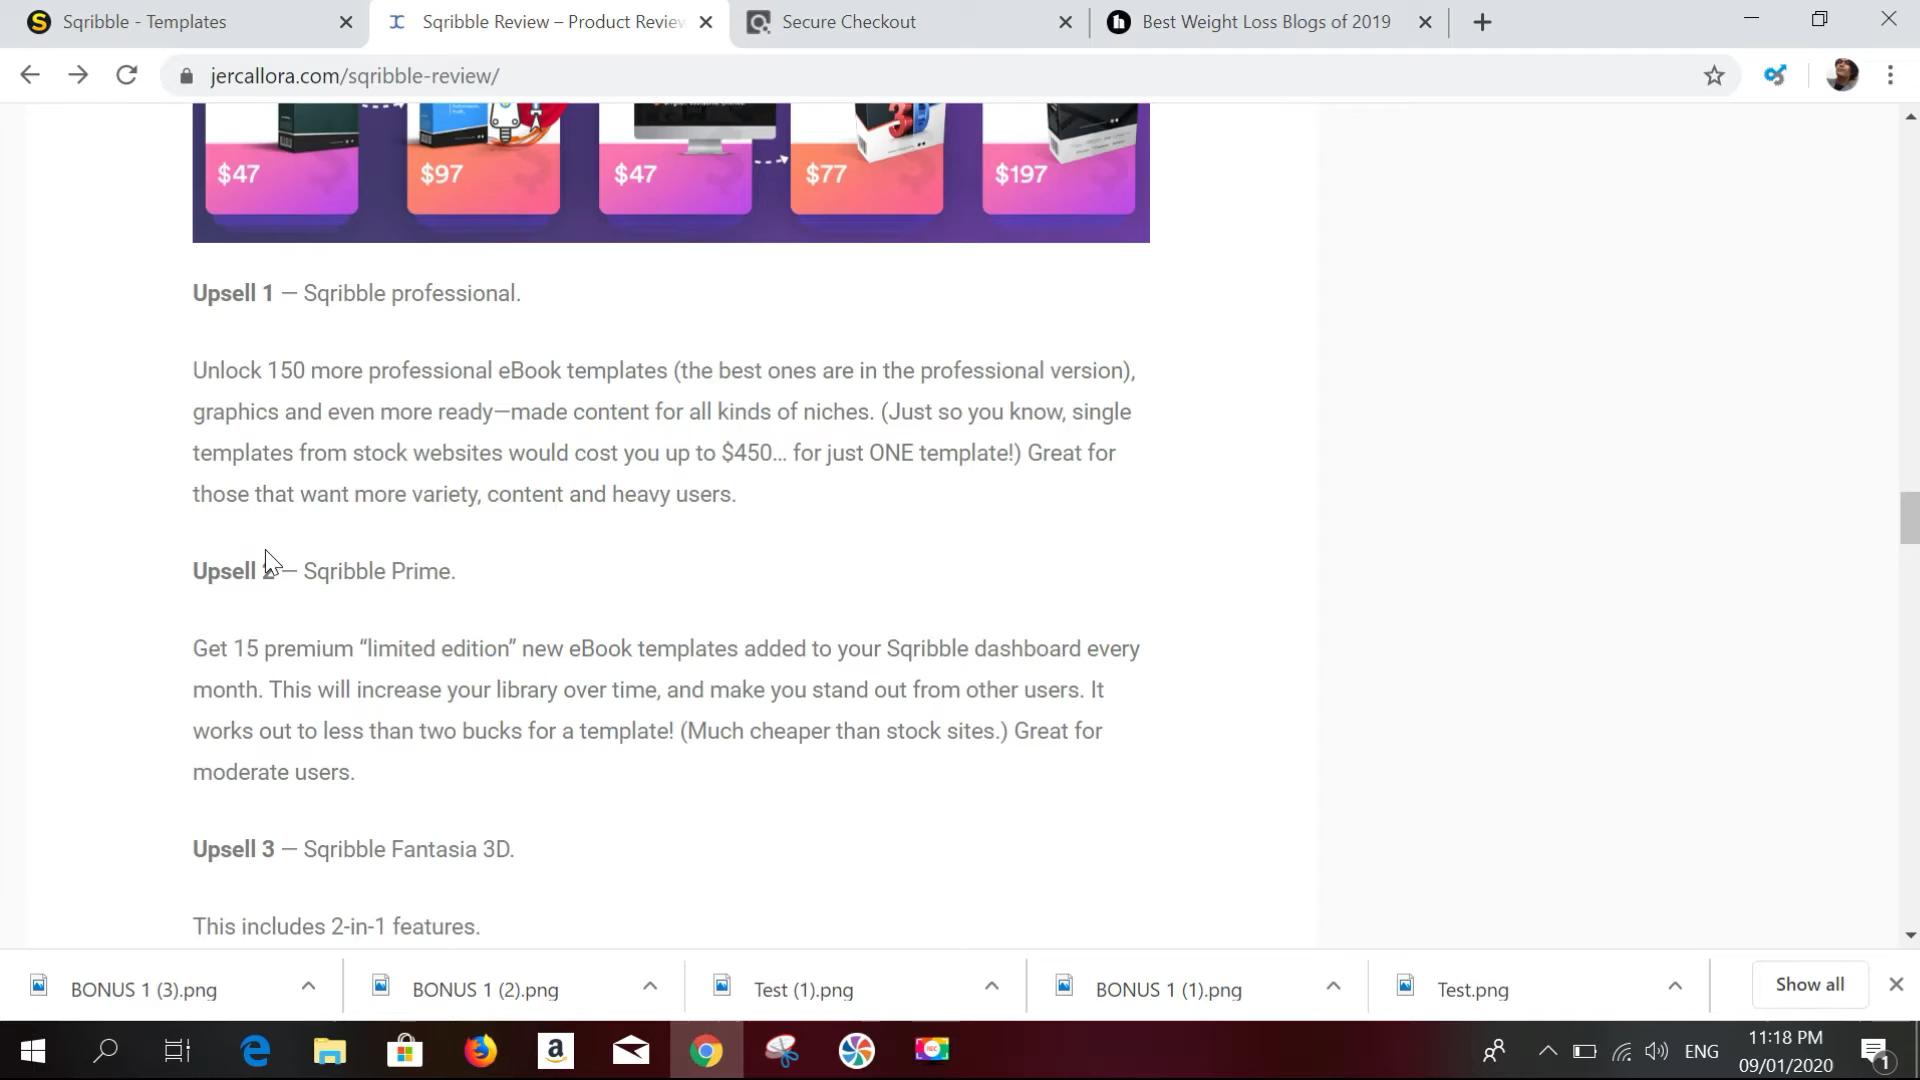 Sqribble - Templates
Sqribble Review – Product Review
Secure Checkout
Best Weight Loss Blogs of 2019
jercallora.com/sqribble-review/
$47 $97 $47 $77 $197
Upsell 1 — Sqribble professional.
Unlock 150 more professional eBook templates (the best ones are in the professional version),
graphics and even more ready—made content for all kinds of niches. (Just so you know, single
templates from stock websites would cost you up to $450… for just ONE template!) Great for
those that want more variety, content and heavy users.
Upsell 2 — Sqribble Prime.
Get 15 premium “limited edition” new eBook templates added to your Sqribble dashboard every
month. This will increase your library over time, and make you stand out from other users. It
works out to less than two bucks for a template! (Much cheaper than stock sites.) Great for
moderate users.
Upsell 3 — Sqribble Fantasia 3D.
This includes 2-in-1 features.
BONUS 1 (3).png
BONUS 1 (2).png
Test (1).png
BONUS 1 (1).png
Test.png
Show all
ENG
11:18 PM
09/01/2020
1